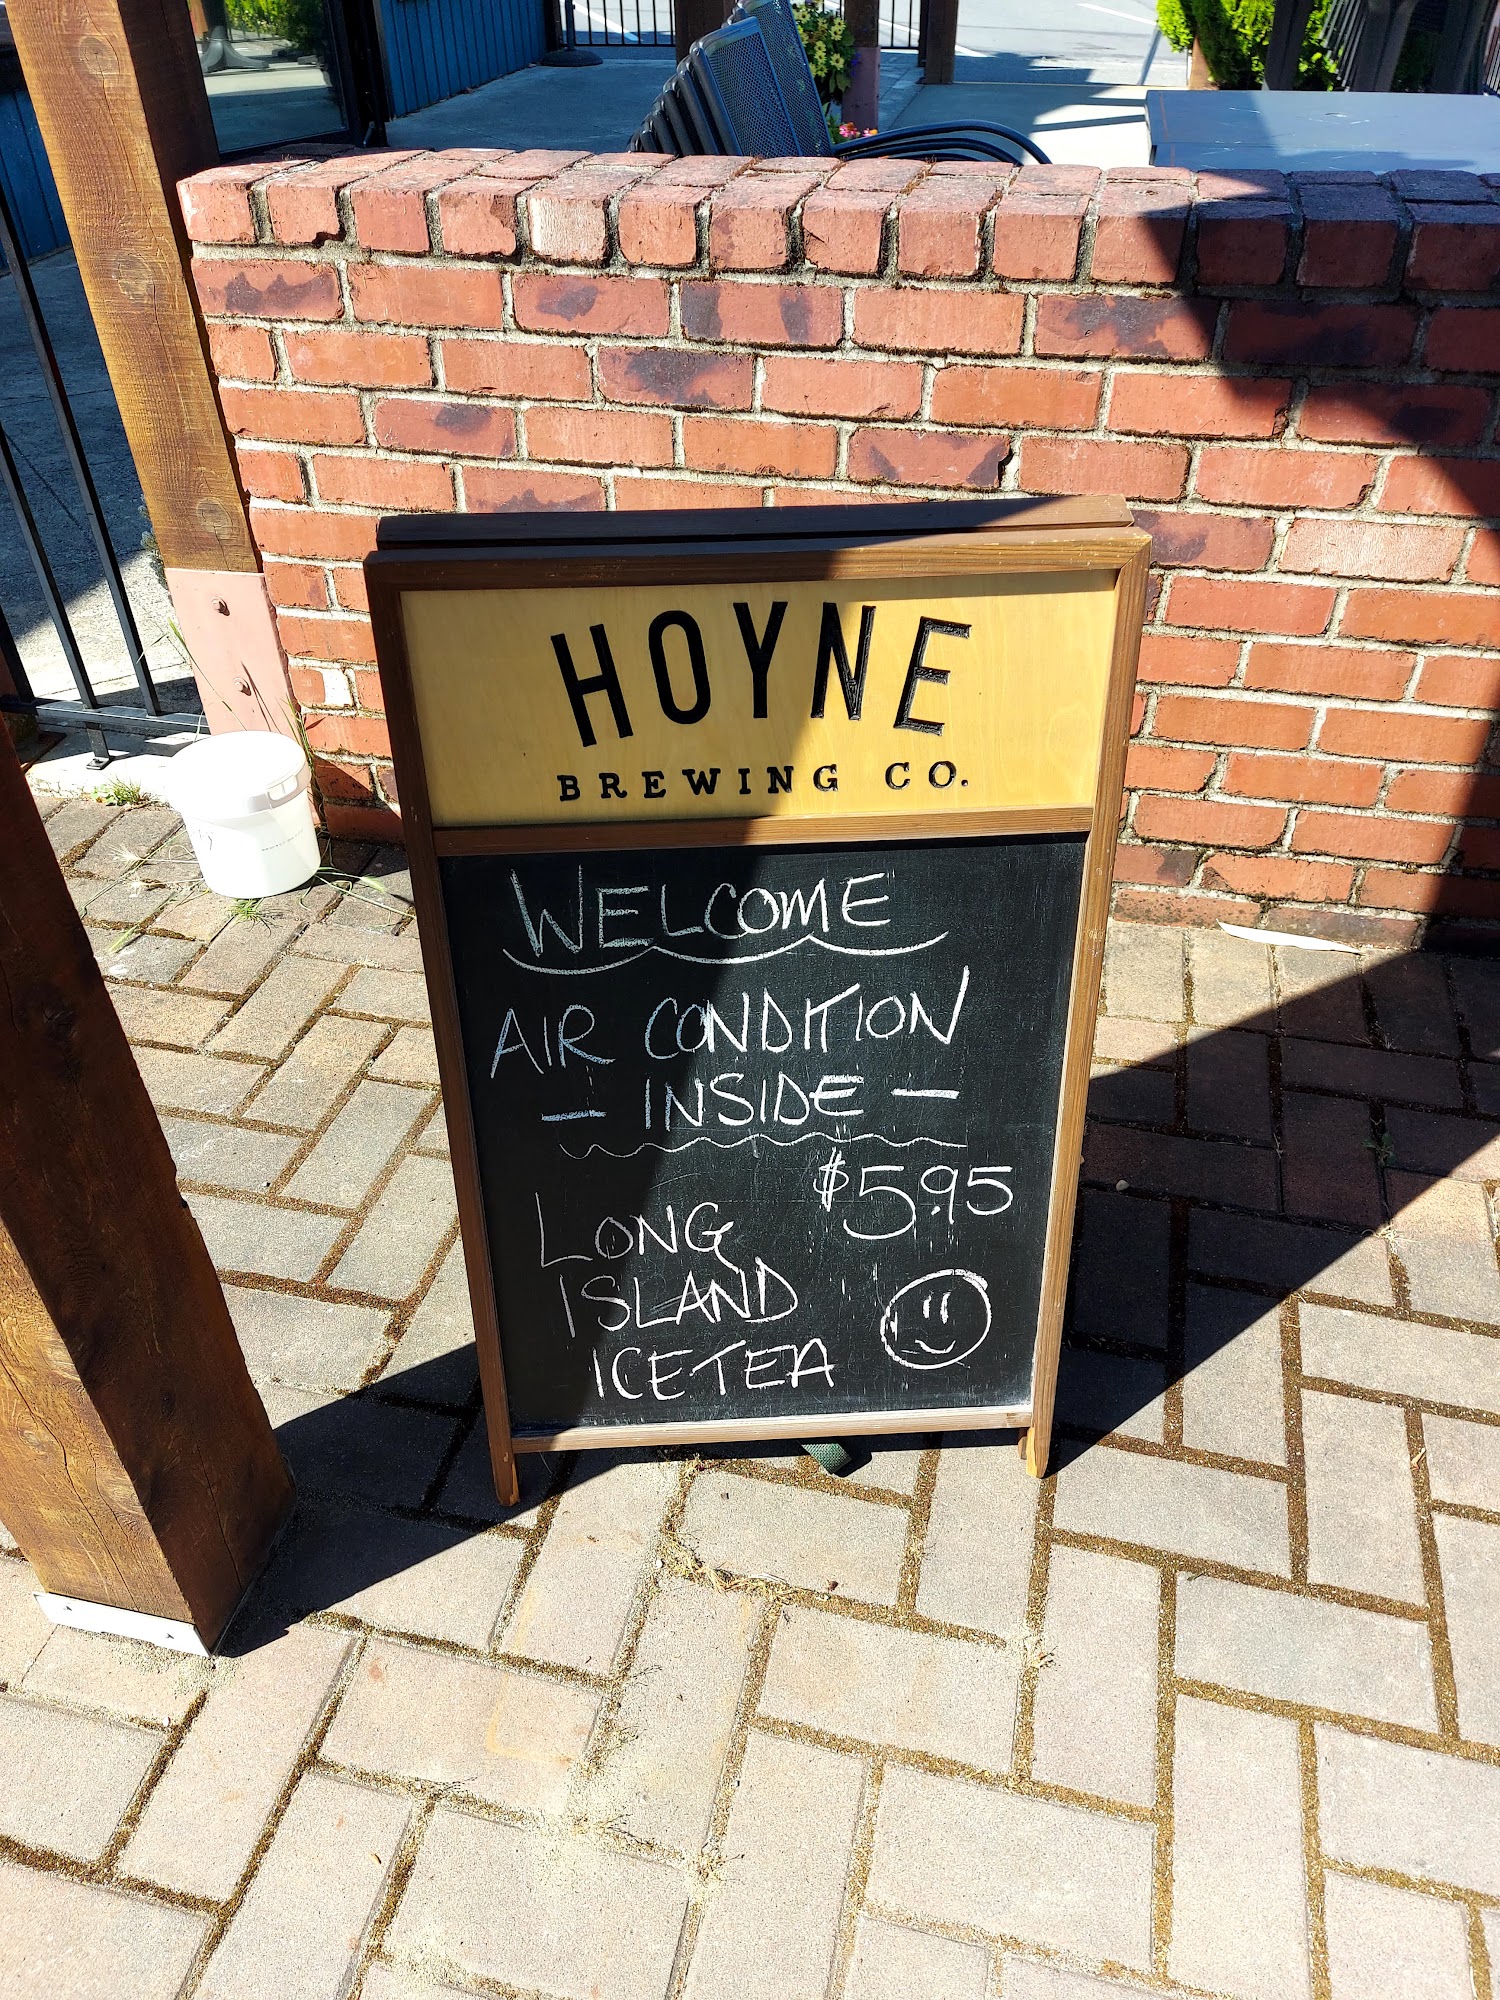 HOYNE
BREWING CO.
WELCOME
AIR CONDITION
- INSIDE -
$5.95
LONG
ISLAND
ICE TEA